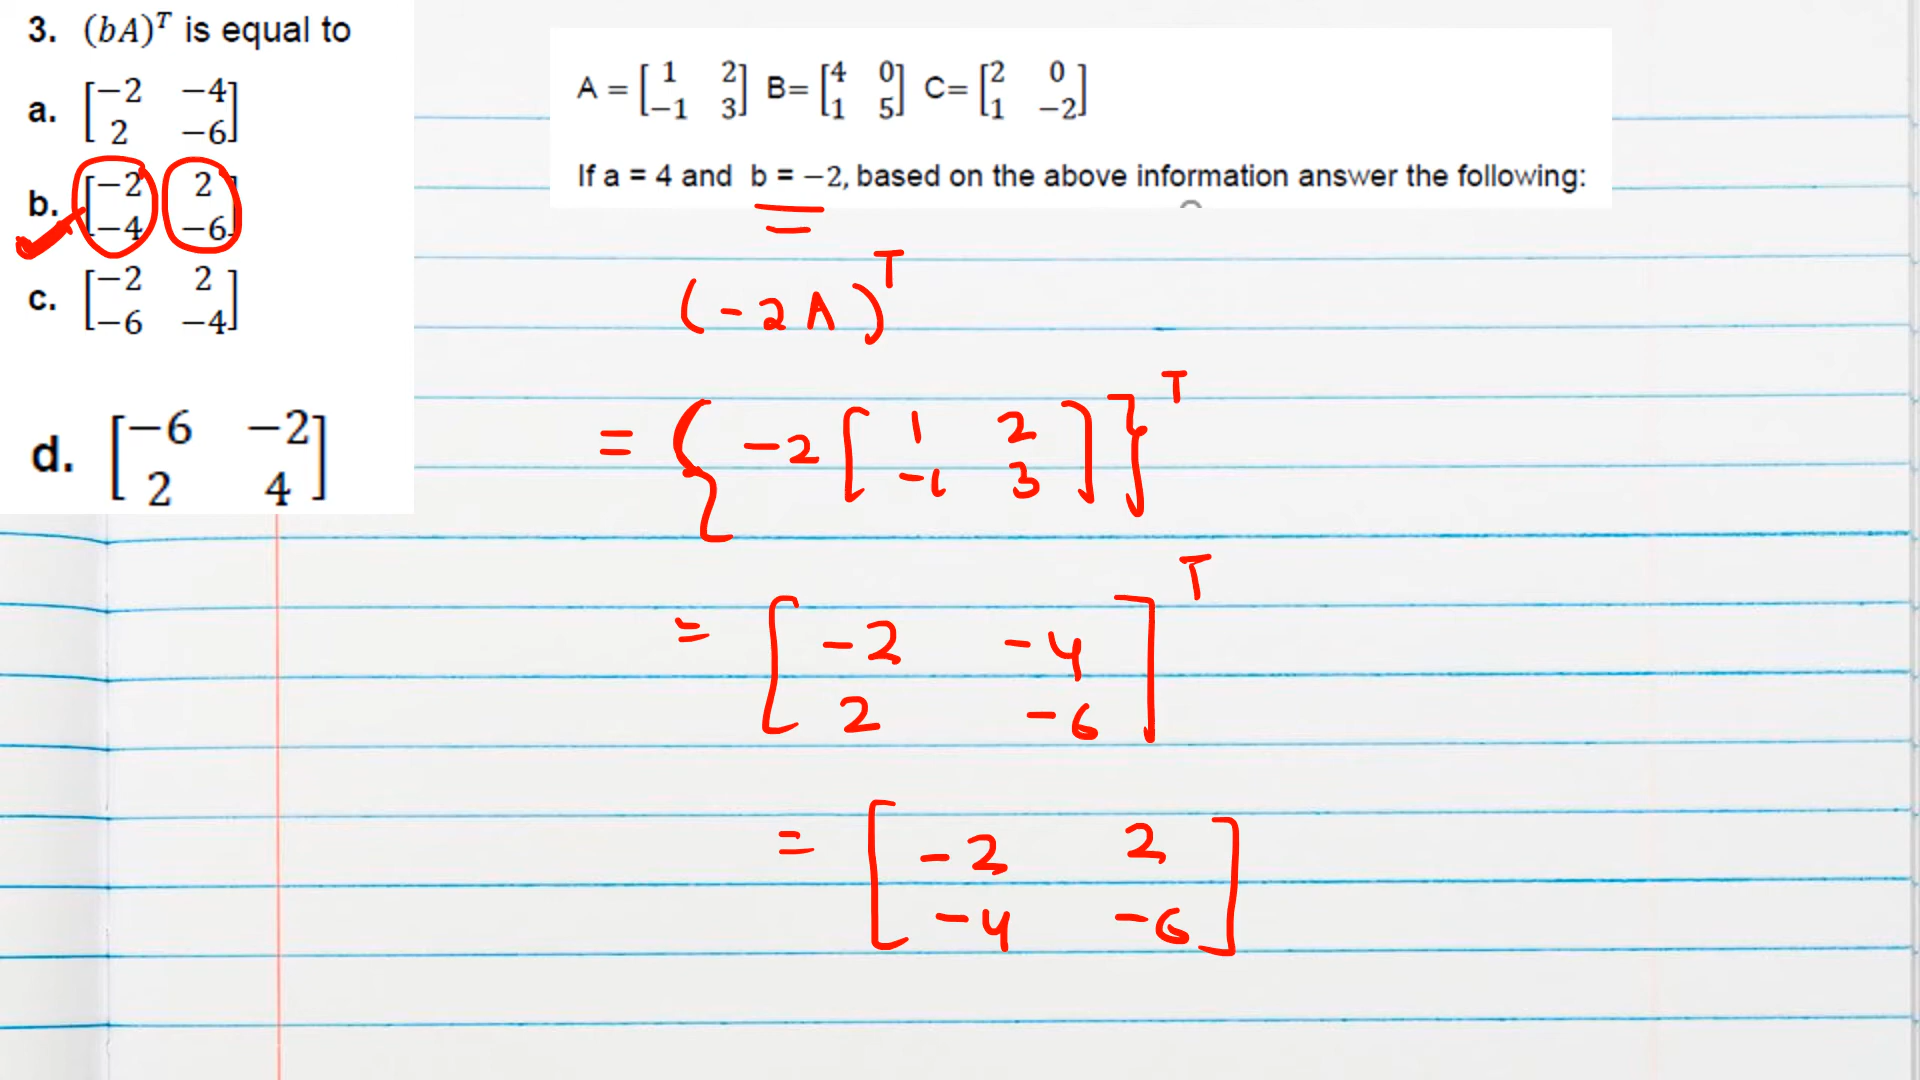 3. (bA)ᵀ is equal to
a. [−2 −4
2 −6]
b. [−2 2
−4 −6]
c. [−2 2
−6 −4]
d. [−6 −2
2 4]
A = [1 2
−1 3] B= [4 0
1 5] C= [2 0
1 −2]
If a = 4 and b = −2, based on the above information answer the following:
(-2A)ᵀ
= {-2 [1 2
-1 3]}ᵀ
= [-2 -4
2 -6]ᵀ
= [-2 2
-4 -6]